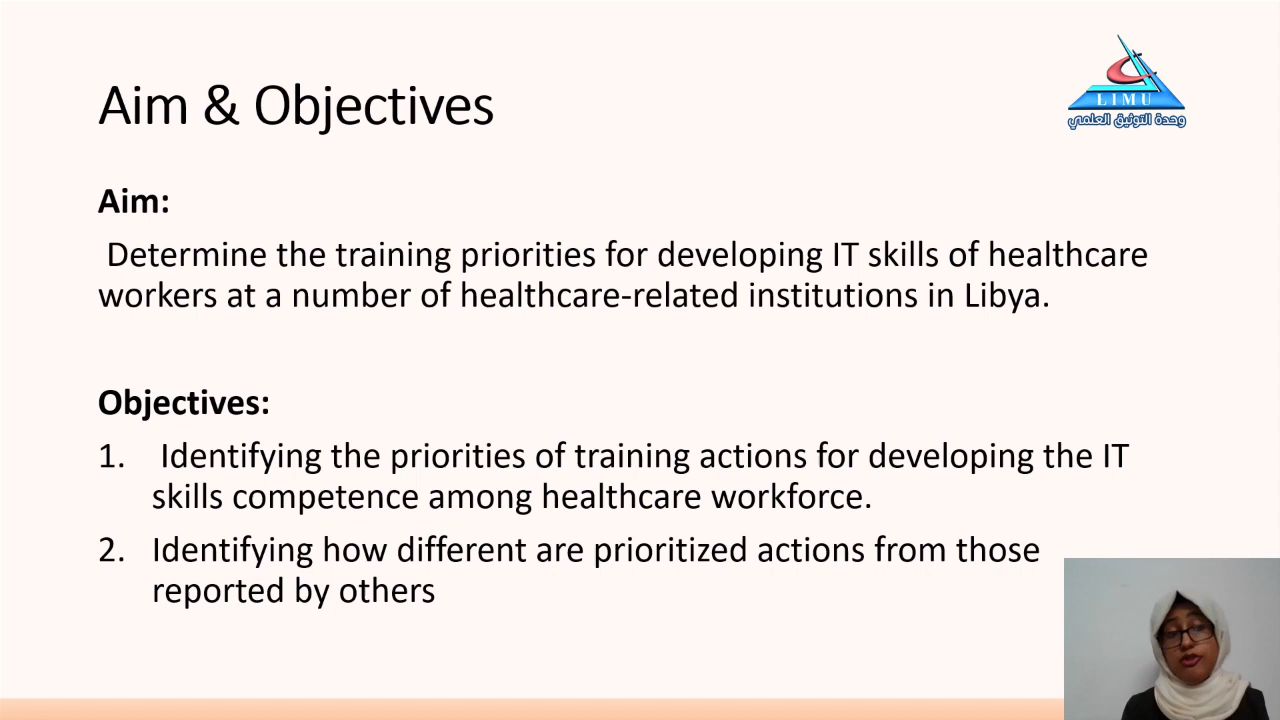 Aim & Objectives
LIMU
وحدة التوثيق العلمي
Aim:
Determine the training priorities for developing IT skills of healthcare
workers at a number of healthcare-related institutions in Libya.
Objectives:
1. Identifying the priorities of training actions for developing the IT
skills competence among healthcare workforce.
2. Identifying how different are prioritized actions from those
reported by others